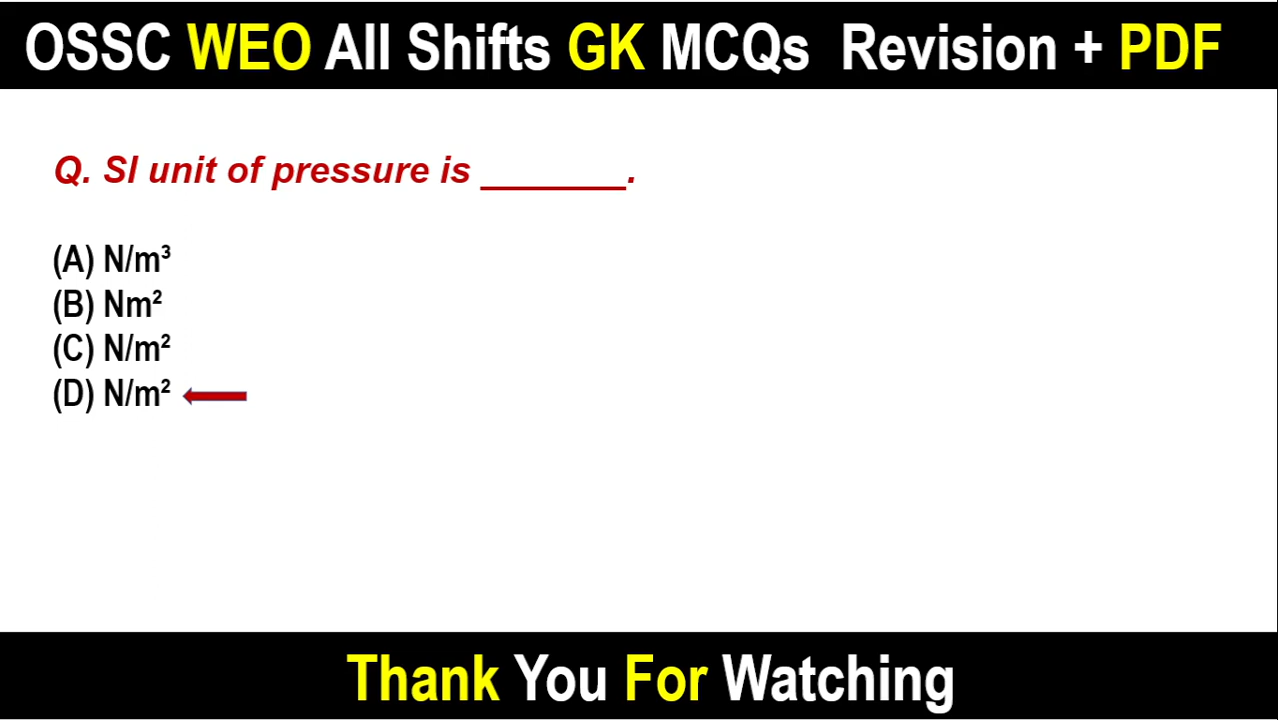 OSSC WEO All Shifts GK MCQs Revision + PDF
Q. SI unit of pressure is _______.
(A) N/m³
(B) Nm²
(C) N/m²
(D) N/m²
Thank You For Watching